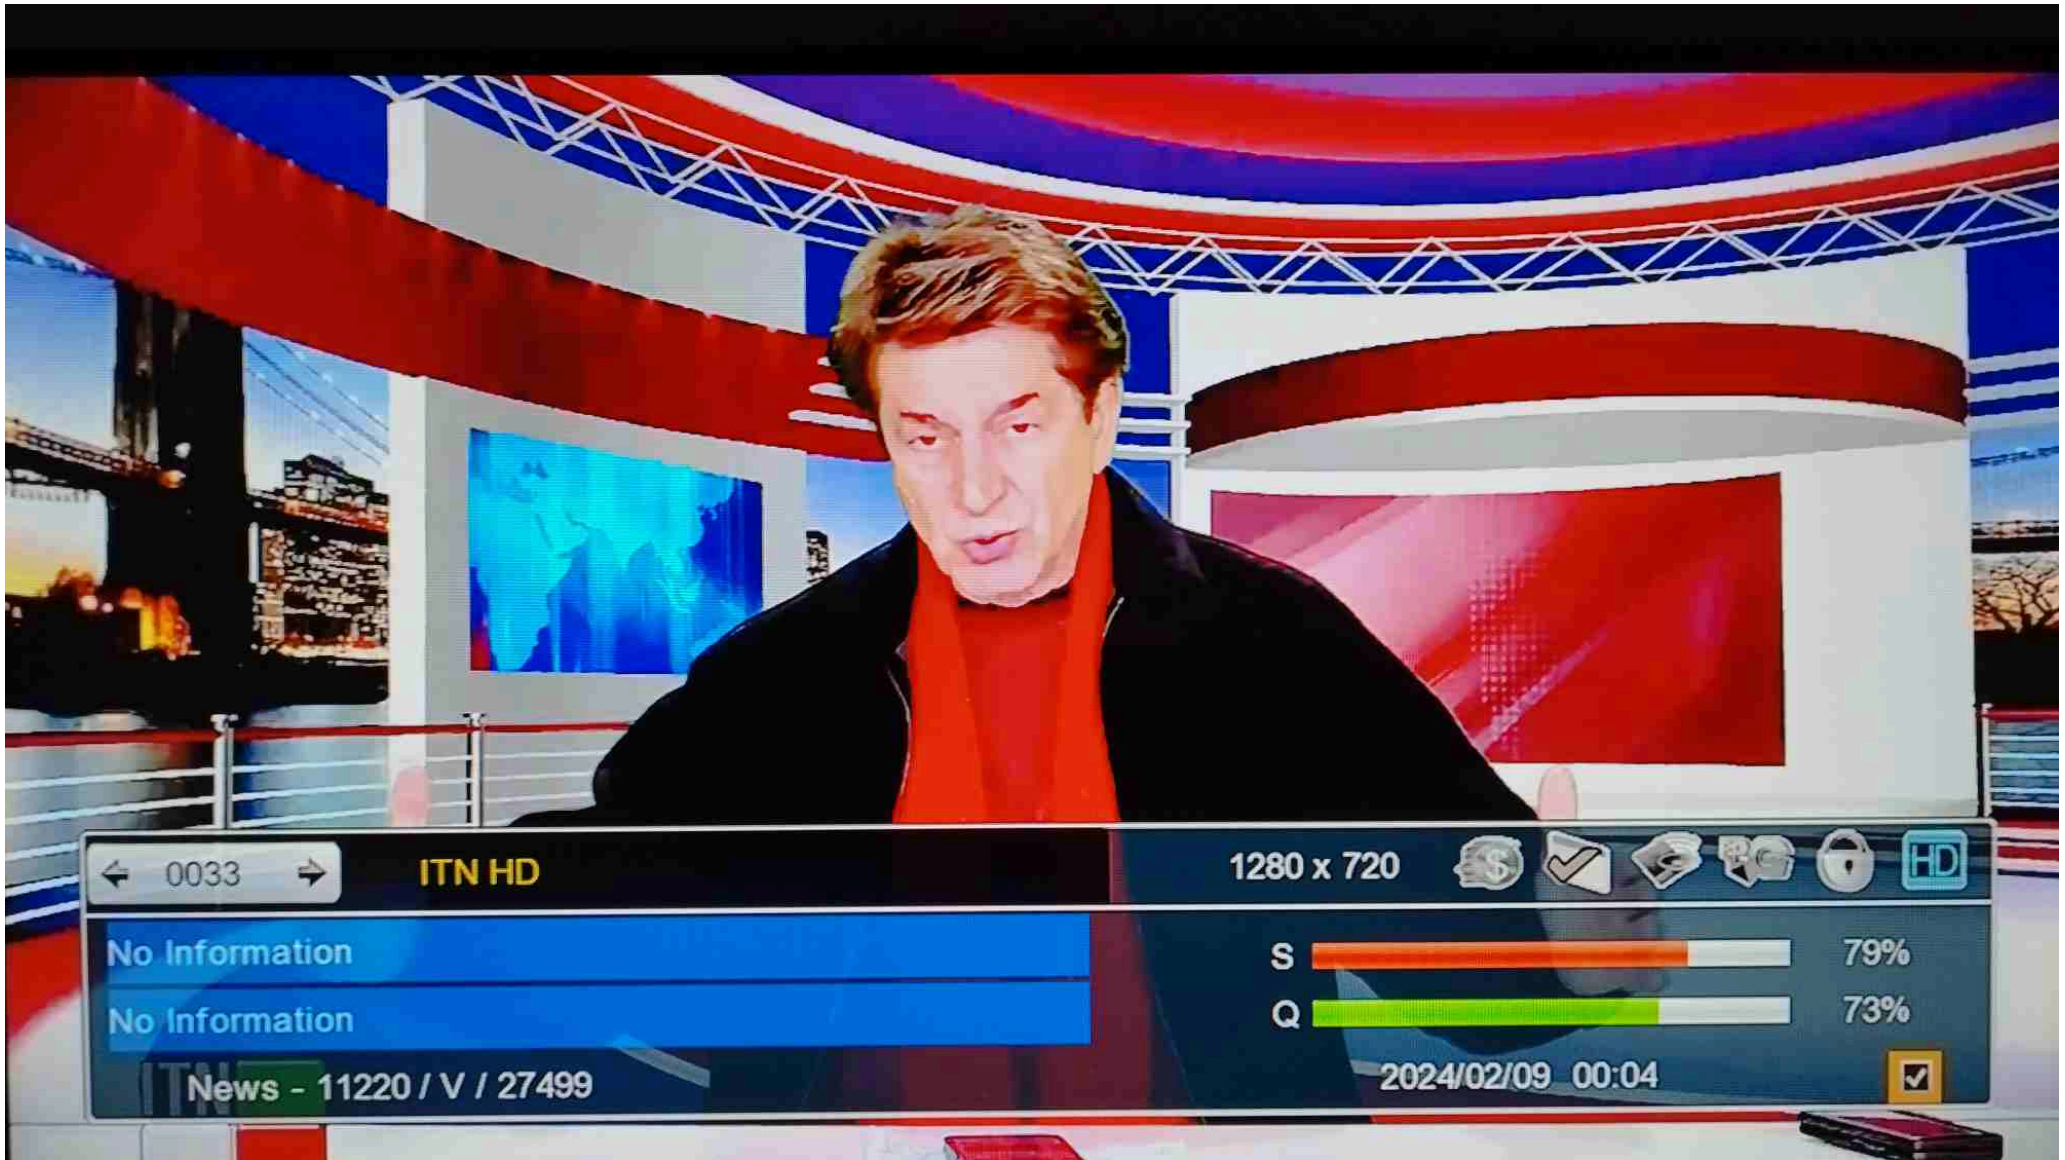 0033 ITN HD 1280 x 720 HD
No Information
S 79%
No Information
Q 73%
ITN
News - 11220 / V / 27499
2024/02/09 00:04